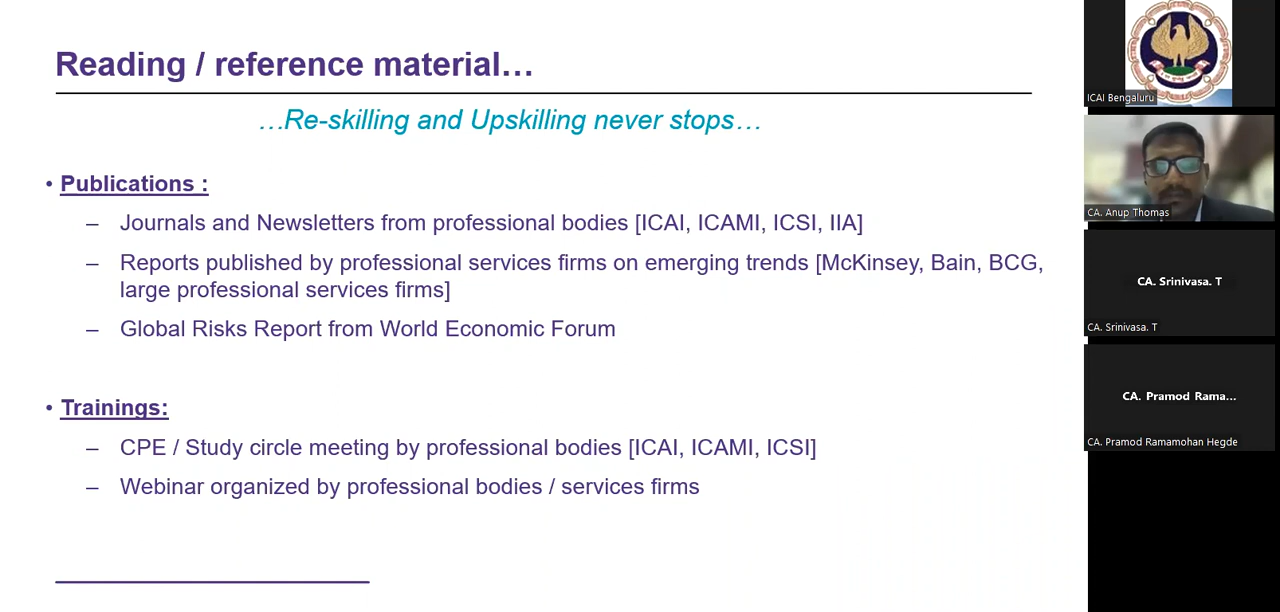 Reading / reference material…
…Re-skilling and Upskilling never stops…
• Publications :
– Journals and Newsletters from professional bodies [ICAI, ICAMI, ICSI, IIA]
– Reports published by professional services firms on emerging trends [McKinsey, Bain, BCG,
large professional services firms]
– Global Risks Report from World Economic Forum
• Trainings:
– CPE / Study circle meeting by professional bodies [ICAI, ICAMI, ICSI]
– Webinar organized by professional bodies / services firms
ICAI Bengaluru
CA. Anup Thomas
CA. Srinivasa. T
CA. Srinivasa. T
CA. Pramod Rama...
CA. Pramod Ramamohan Hegde